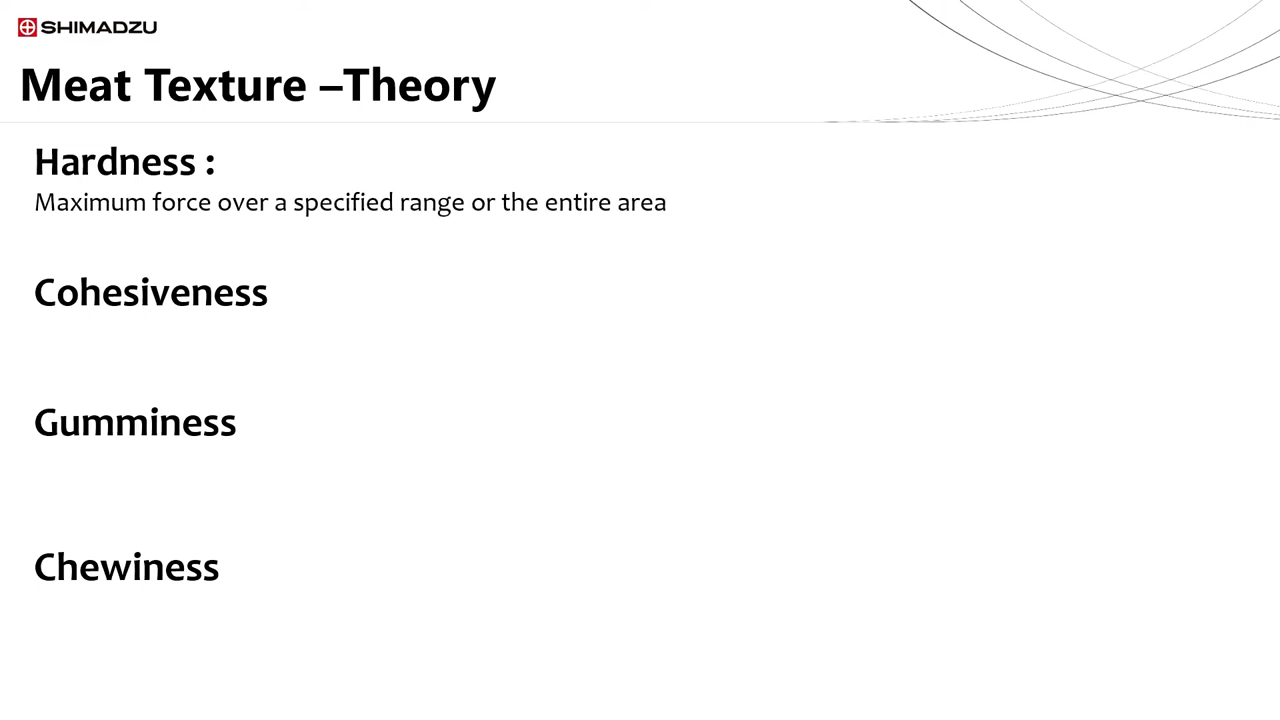 SHIMADZU
Meat Texture –Theory
Hardness :
Maximum force over a specified range or the entire area
Cohesiveness
Gumminess
Chewiness